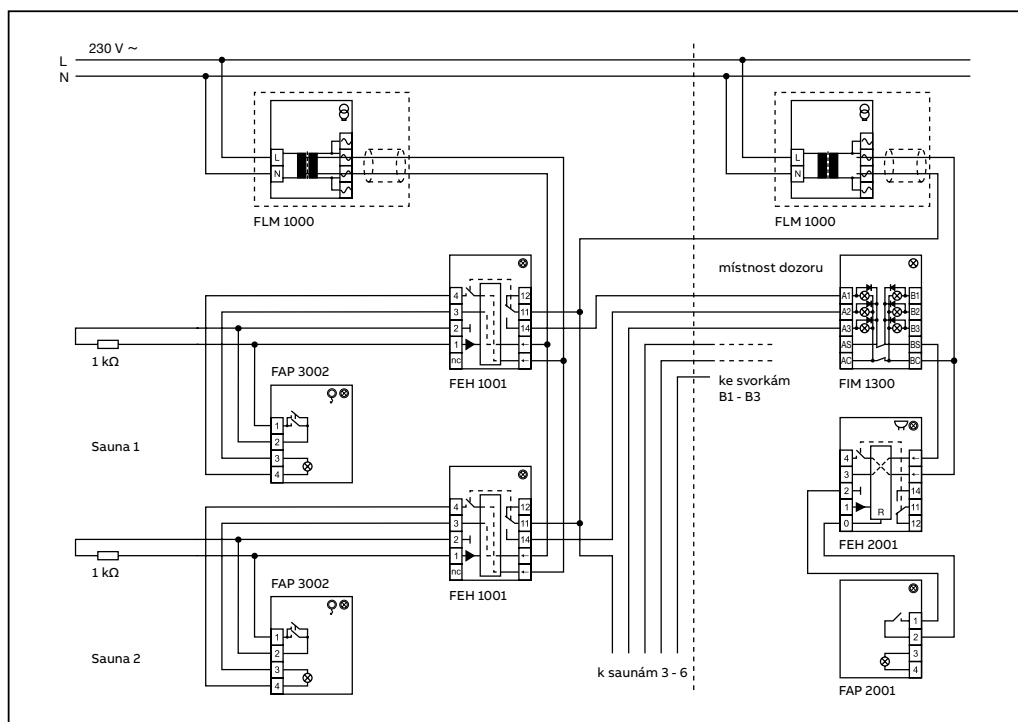 230 V ~
L
N
L
N
FLM 1000
L
N
FLM 1000
místnost dozoru
4
3
2
1
nc
12
11
14
←
←
FEH 1001
1 kΩ
A1
A2
A3
AS
AC
B1
B2
B3
BS
BC
FIM 1300
ke svorkám
B1 - B3
FAP 3002
1
2
3
4
Sauna 1
4
3
2
1
nc
12
11
14
←
←
FEH 1001
1 kΩ
4
3
2
1
0
R
←
←
14
11
12
FEH 2001
FAP 3002
1
2
3
4
Sauna 2
k saunám 3 - 6
1
2
3
4
FAP 2001